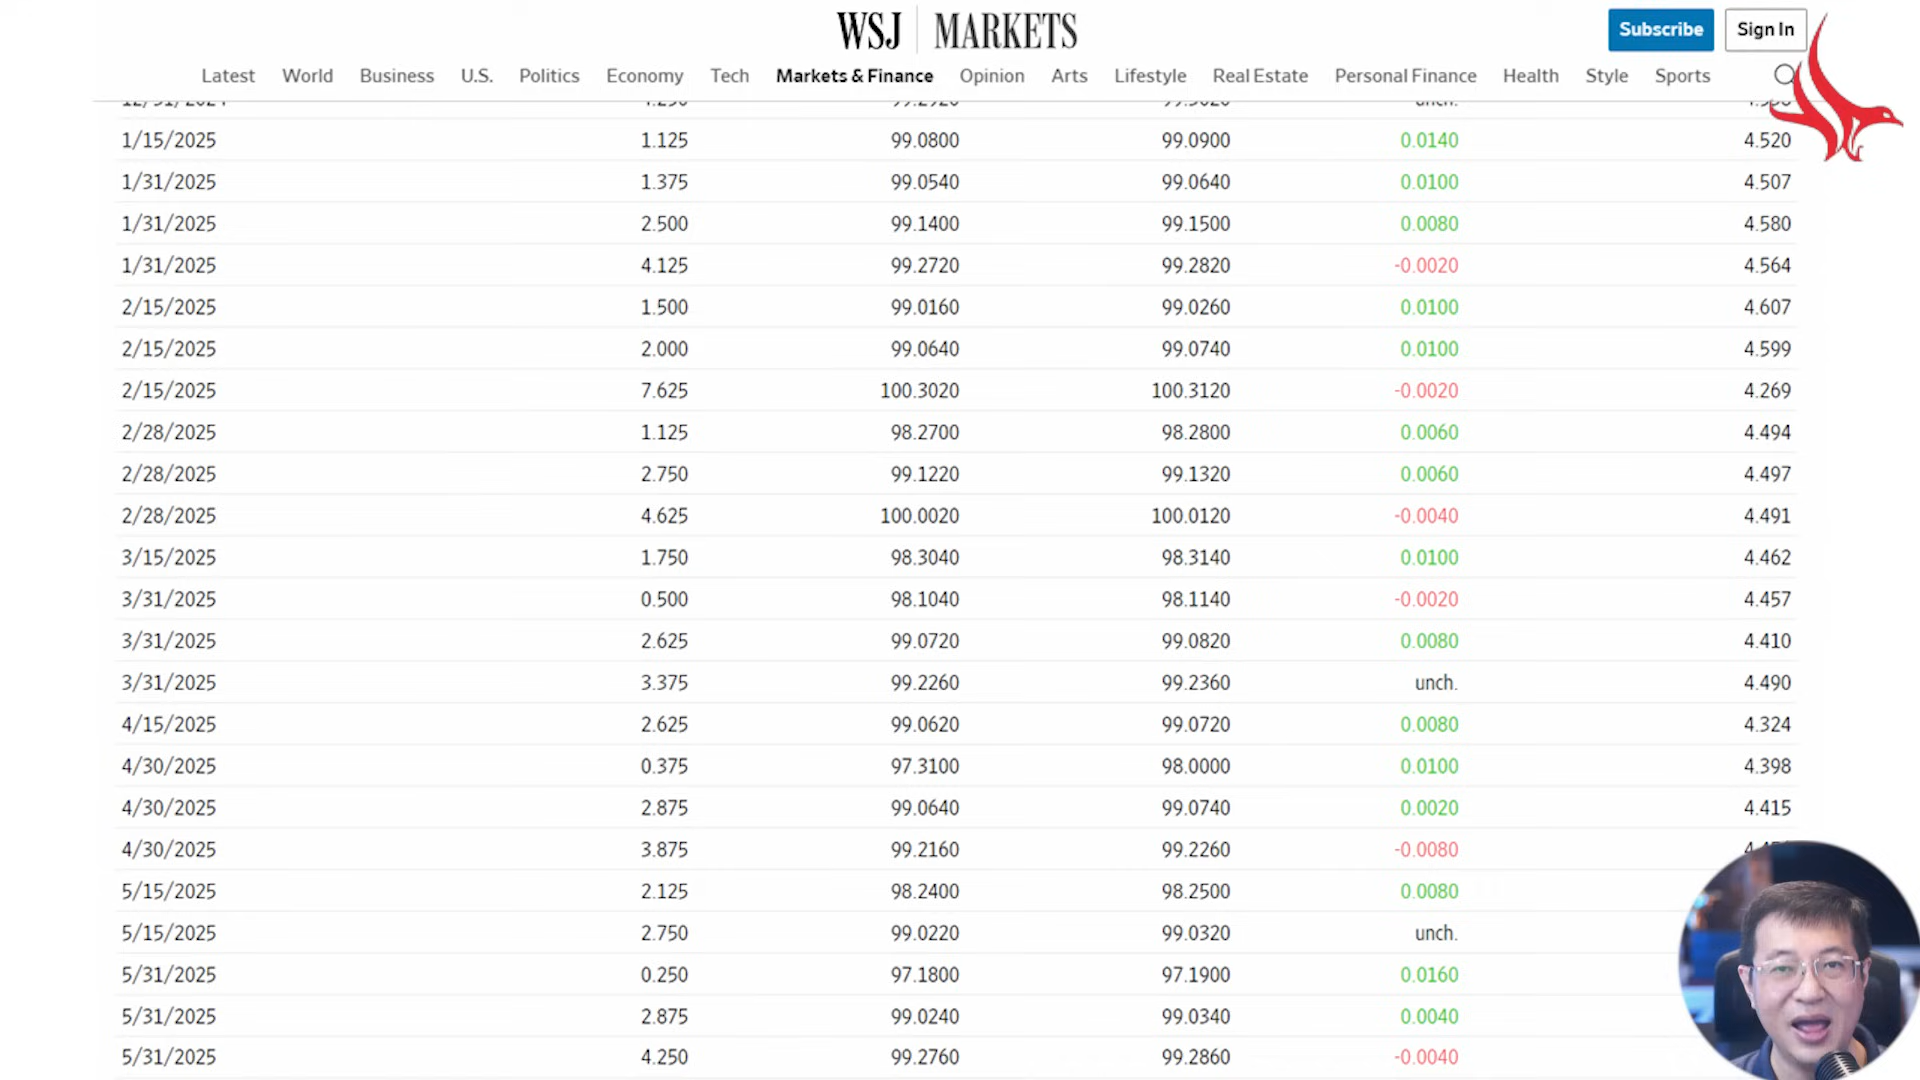 WSJ MARKETS Subscribe Sign In
Latest World Business U.S. Politics Economy Tech Markets & Finance Opinion Arts Lifestyle Real Estate Personal Finance Health Style Sports
1/15/2025 1.125 99.0800 99.0900 0.0140 4.520
1/31/2025 1.375 99.0540 99.0640 0.0100 4.507
1/31/2025 2.500 99.1400 99.1500 0.0080 4.580
1/31/2025 4.125 99.2720 99.2820 -0.0020 4.564
2/15/2025 1.500 99.0160 99.0260 0.0100 4.607
2/15/2025 2.000 99.0640 99.0740 0.0100 4.599
2/15/2025 7.625 100.3020 100.3120 -0.0020 4.269
2/28/2025 1.125 98.2700 98.2800 0.0060 4.494
2/28/2025 2.750 99.1220 99.1320 0.0060 4.497
2/28/2025 4.625 100.0020 100.0120 -0.0040 4.491
3/15/2025 1.750 98.3040 98.3140 0.0100 4.462
3/31/2025 0.500 98.1040 98.1140 -0.0020 4.457
3/31/2025 2.625 99.0720 99.0820 0.0080 4.410
3/31/2025 3.375 99.2260 99.2360 unch. 4.490
4/15/2025 2.625 99.0620 99.0720 0.0080 4.324
4/30/2025 0.375 97.3100 98.0000 0.0100 4.398
4/30/2025 2.875 99.0640 99.0740 0.0020 4.415
4/30/2025 3.875 99.2160 99.2260 -0.0080
5/15/2025 2.125 98.2400 98.2500 0.0080
5/15/2025 2.750 99.0220 99.0320 unch.
5/31/2025 0.250 97.1800 97.1900 0.0160
5/31/2025 2.875 99.0240 99.0340 0.0040
5/31/2025 4.250 99.2760 99.2860 -0.0040